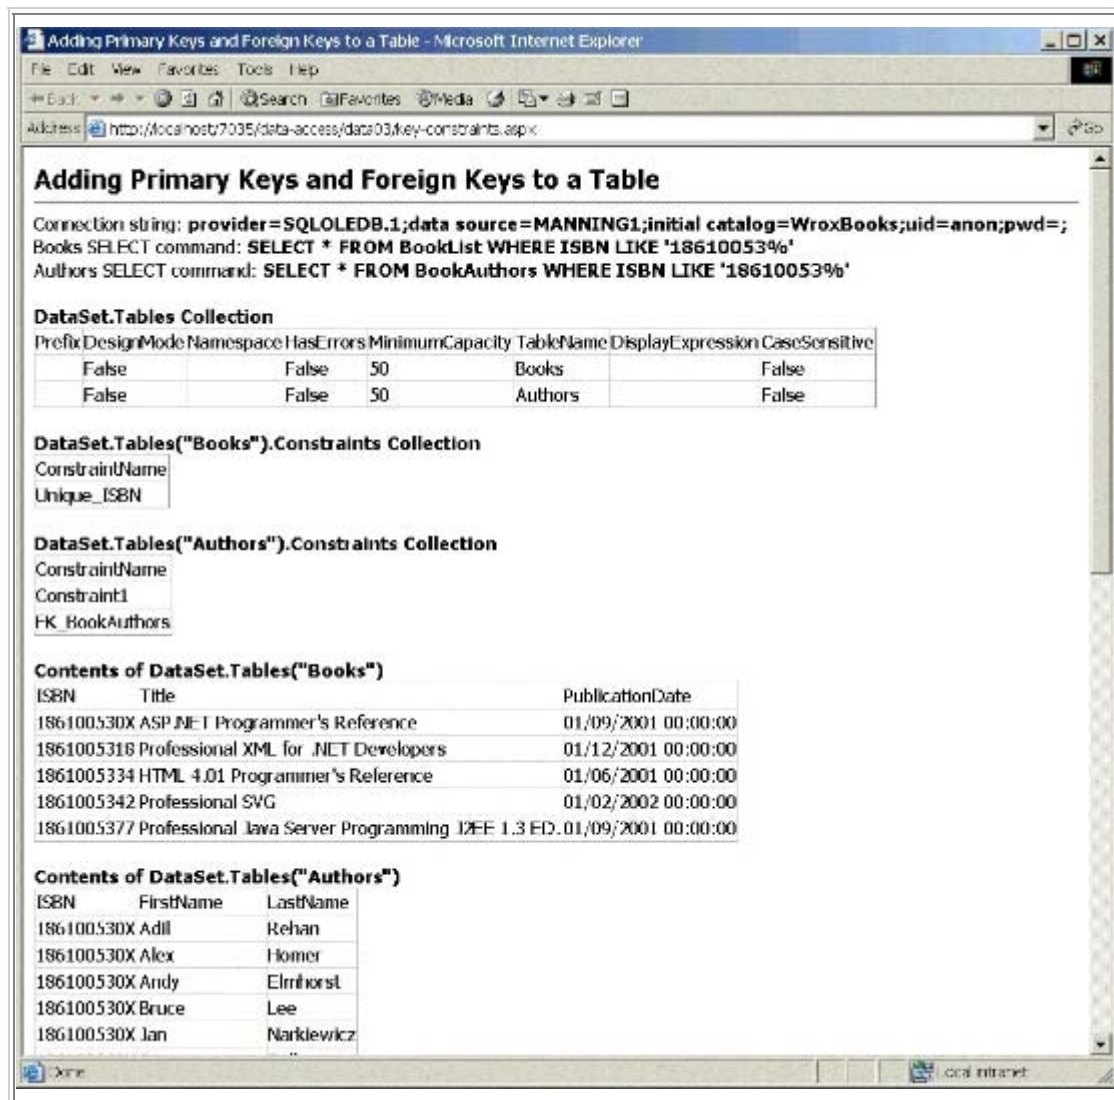 Adding Primary Keys and Foreign Keys to a Table - Microsoft Internet Explorer
File Edit View Favorites Tools Help
Back Search Favorites Media
Address http://localhost/7035/data-access/data03/key-constraints.aspx Go
Adding Primary Keys and Foreign Keys to a Table
Connection string: provider=SQLOLEDB.1;data source=MANNING1;initial catalog=WroxBooks;uid=anon;pwd=;
Books SELECT command: SELECT * FROM BookList WHERE ISBN LIKE '18610053%'
Authors SELECT command: SELECT * FROM BookAuthors WHERE ISBN LIKE '18610053%'
DataSet.Tables Collection
Prefix DesignMode Namespace HasErrors MinimumCapacity TableName DisplayExpression CaseSensitive
False False 50 Books False
False False 50 Authors False
DataSet.Tables("Books").Constraints Collection
ConstraintName
Unique_ISBN
DataSet.Tables("Authors").Constraints Collection
ConstraintName
Constraint1
FK_BookAuthors
Contents of DataSet.Tables("Books")
ISBN Title PublicationDate
186100530X ASP.NET Programmer's Reference 01/09/2001 00:00:00
1861005318 Professional XML for .NET Developers 01/12/2001 00:00:00
1861005334 HTML 4.01 Programmer's Reference 01/06/2001 00:00:00
1861005342 Professional SVG 01/02/2002 00:00:00
1861005377 Professional Java Server Programming J2EE 1.3 ED. 01/09/2001 00:00:00
Contents of DataSet.Tables("Authors")
ISBN FirstName LastName
186100530X Adil Rehan
186100530X Alex Homer
186100530X Andy Elmhorst
186100530X Bruce Lee
186100530X Jan Narkiewicz
Done Local intranet